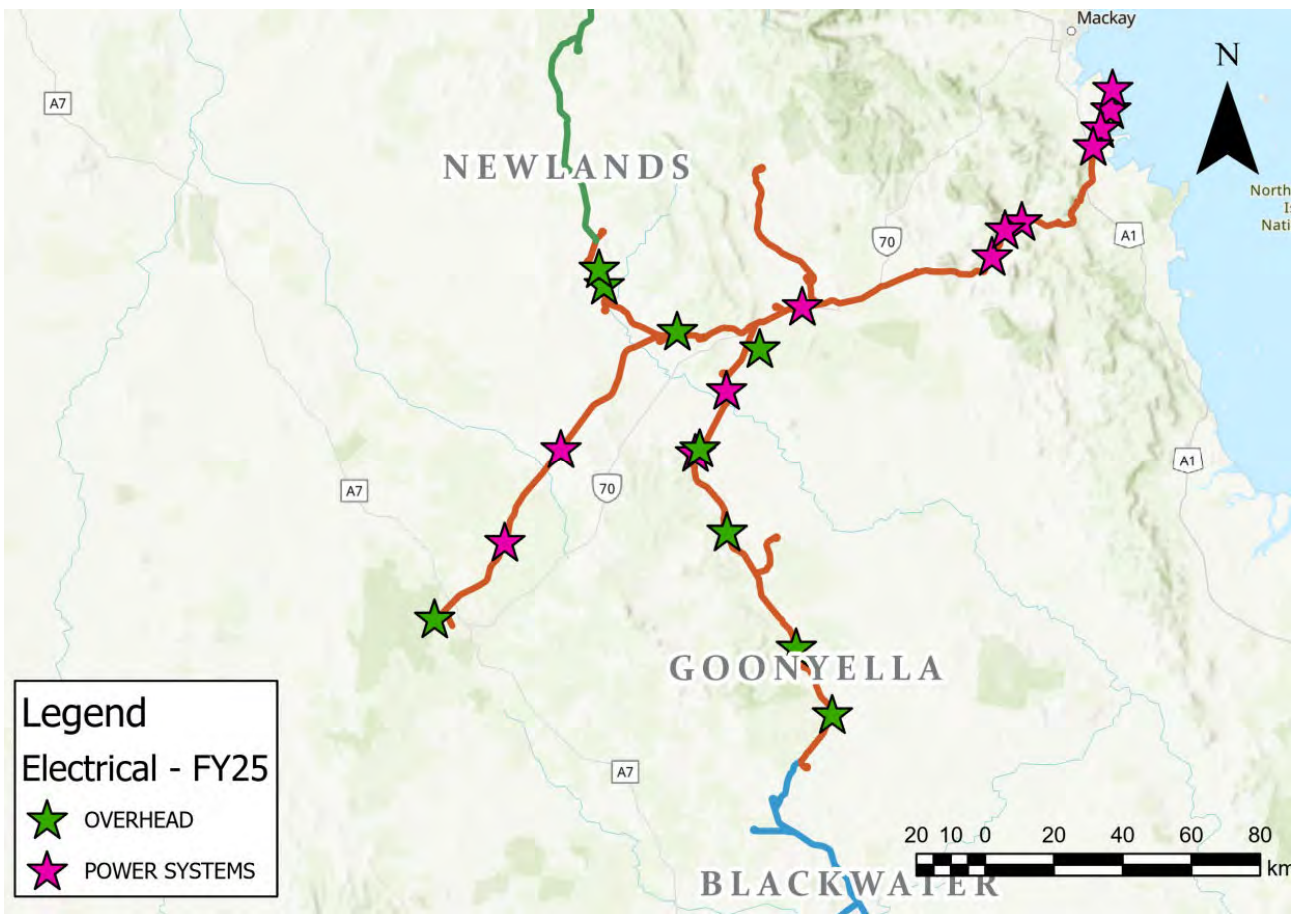 Mackay
N
A7
NEWLANDS
North
Is
Nati
70
A1
A1
A7
70
GOONYELLA
Legend
Electrical - FY25
OVERHEAD
POWER SYSTEMS
A7
20 10 0 20 40 60 80
km
BLACKWATER